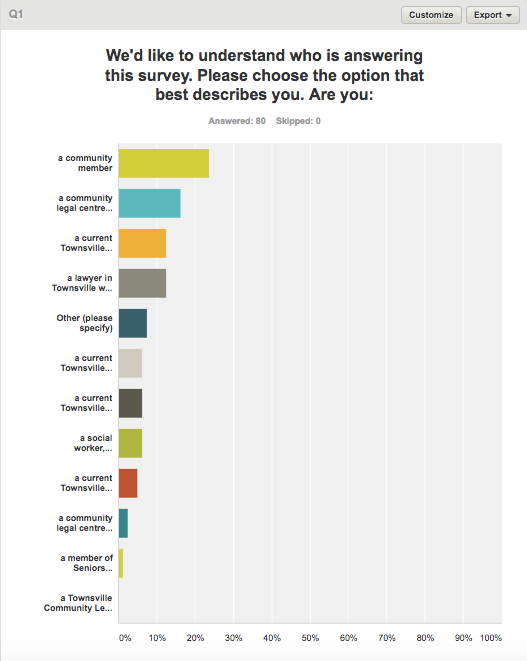 Q1
Customize
Export
We'd like to understand who is answering
this survey. Please choose the option that
best describes you. Are you:
Answered: 80 Skipped: 0
a community
member
a community
legal centre...
a current
Townsville...
a lawyer in
Townsville w...
Other (please
specify)
a current
Townsville...
a current
Townsville...
a social
worker,...
a current
Townsville...
a community
legal centre...
a member of
Seniors...
a Townsville
Community Le...
0% 10% 20% 30% 40% 50% 60% 70% 80% 90% 100%